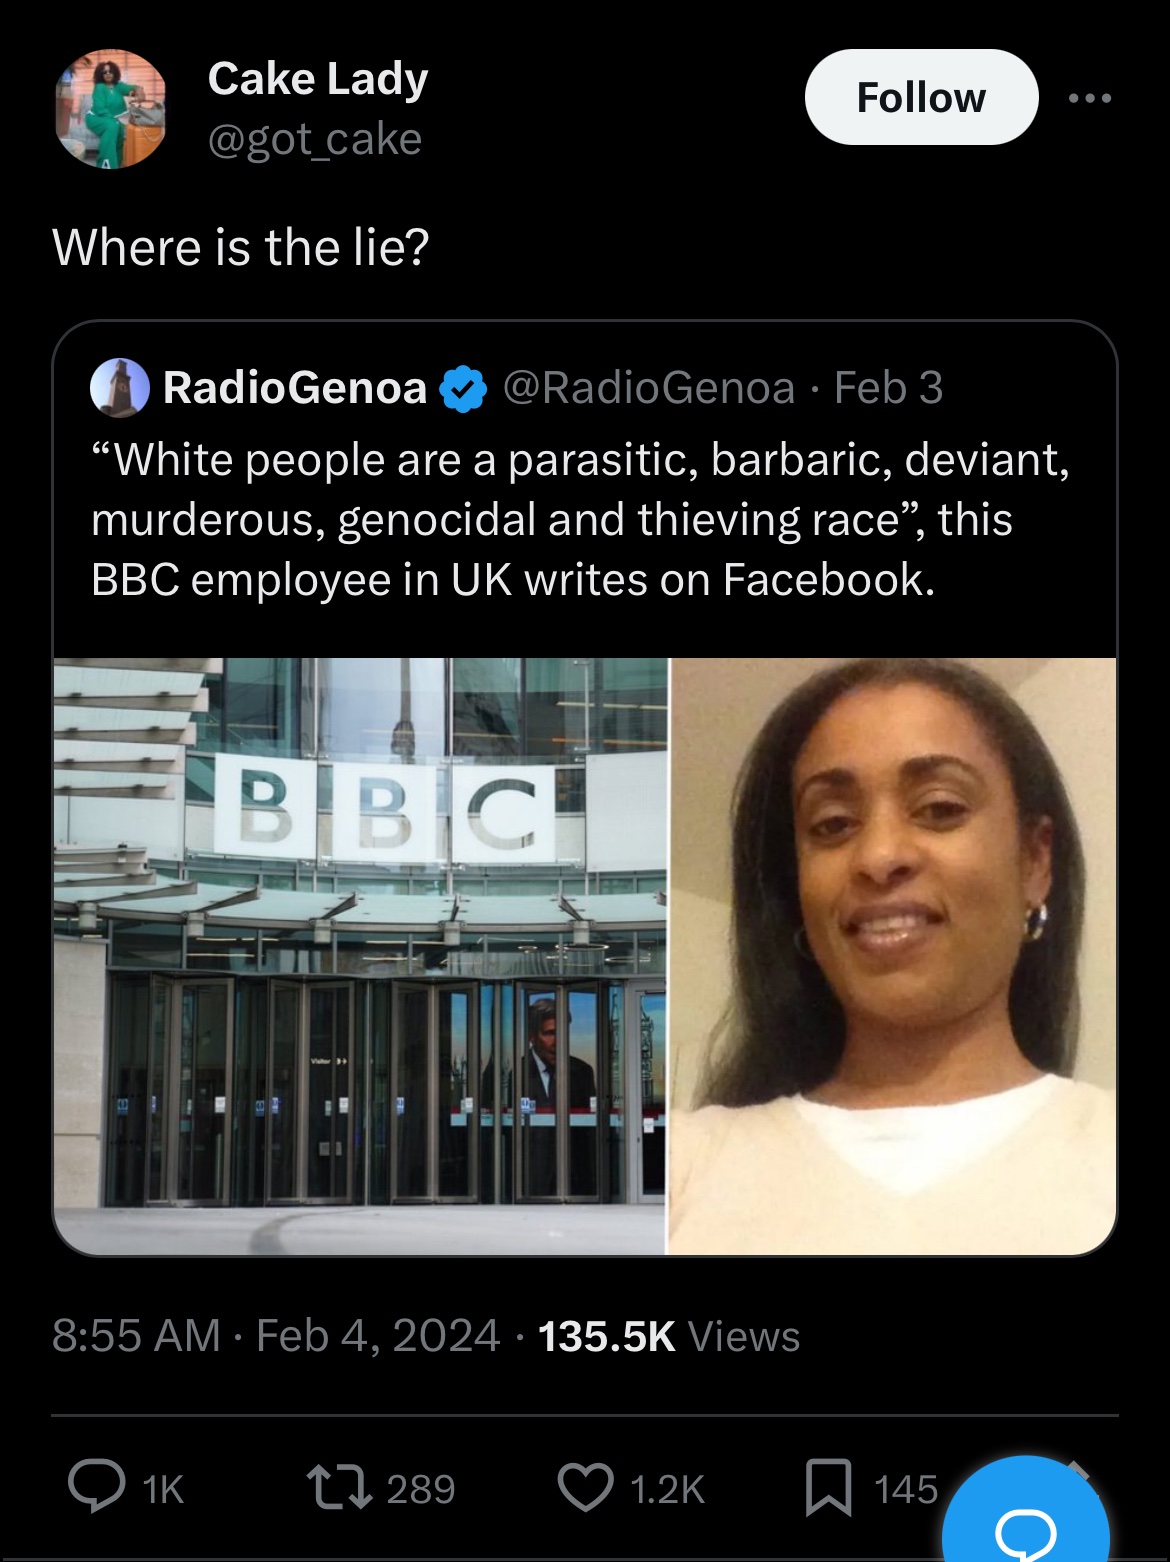 Cake Lady
@got_cake
Follow
Where is the lie?
RadioGenoa @RadioGenoa · Feb 3
“White people are a parasitic, barbaric, deviant,
murderous, genocidal and thieving race”, this
BBC employee in UK writes on Facebook.
BBC
Visitor
8:55 AM · Feb 4, 2024 · 135.5K Views
1K 289 1.2K 145